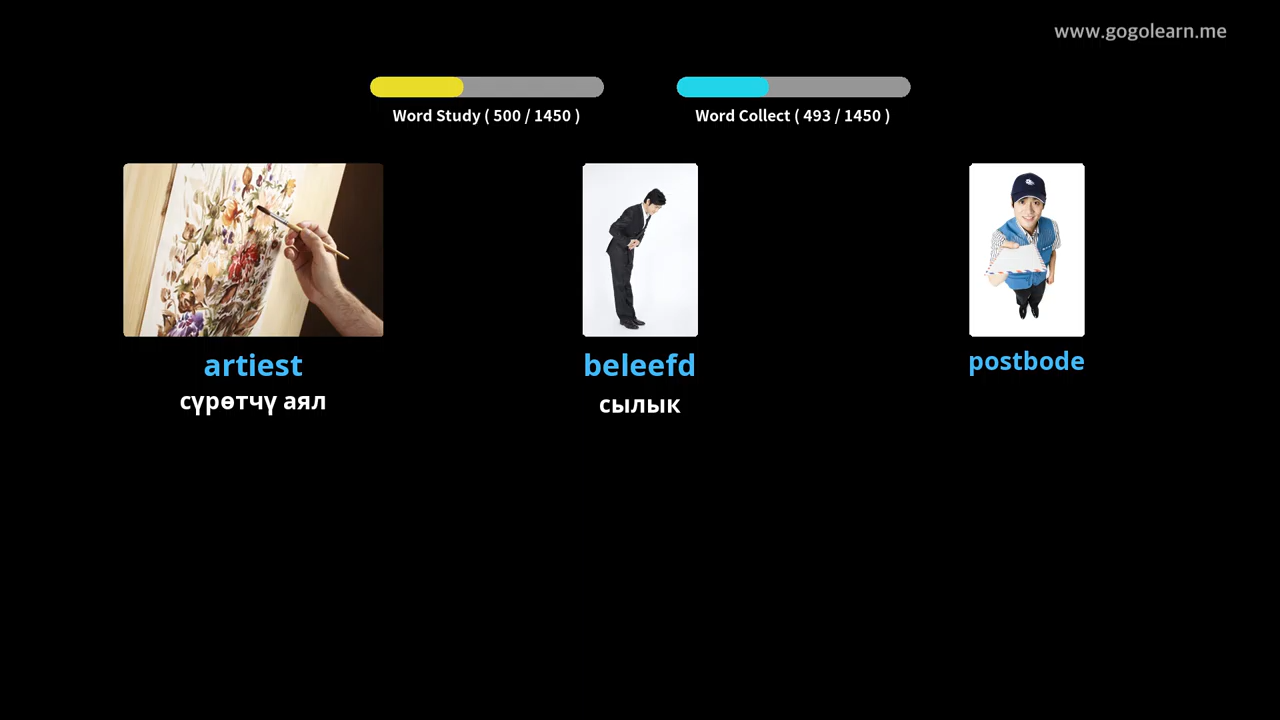 www.gogolearn.me
Word Study ( 500 / 1450 )
Word Collect ( 493 / 1450 )
artiest
сүрөтчү аял
beleefd
сылык
postbode